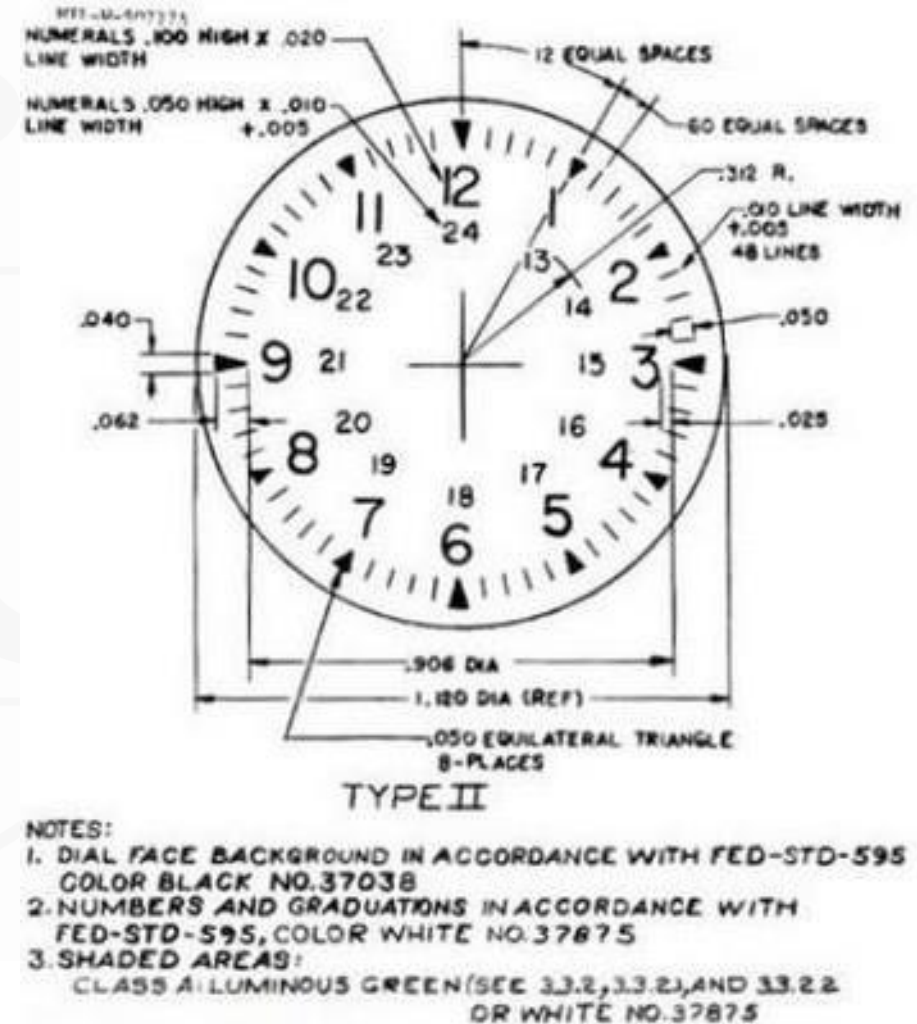 NUMERALS .100 HIGH X .020
LINE WIDTH
NUMERALS .050 HIGH X .010
LINE WIDTH +.005
12 EQUAL SPACES
60 EQUAL SPACES
.312 R.
.010 LINE WIDTH
+.005
48 LINES
.040
.062
.050
.025
12
1
2
3
4
5
6
7
8
9
10
11
24
13
14
15
16
17
18
19
20
21
22
23
.906 DIA
1.120 DIA (REF)
.050 EQUILATERAL TRIANGLE
8-PLACES
TYPE II
NOTES:
1. DIAL FACE BACKGROUND IN ACCORDANCE WITH FED-STD-595
COLOR BLACK NO.37038
2. NUMBERS AND GRADUATIONS IN ACCORDANCE WITH
FED-STD-595, COLOR WHITE NO.37875
3. SHADED AREAS:
CLASS A: LUMINOUS GREEN (SEE 3.3.2, 3.3.2.1, AND 3.3.2.2
OR WHITE NO.37875